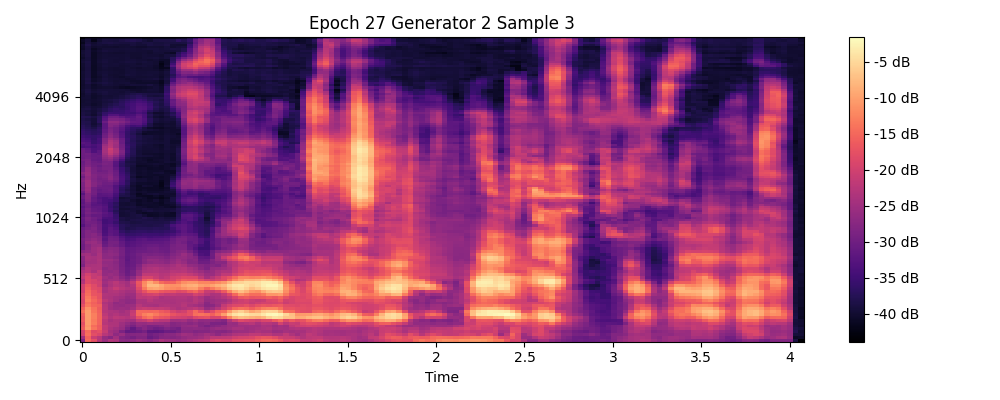 Epoch 27 Generator 2 Sample 3
Hz
4096
2048
1024
512
0
0
0.5
1
1.5
2
2.5
3
3.5
4
Time
-5 dB
-10 dB
-15 dB
-20 dB
-25 dB
-30 dB
-35 dB
-40 dB